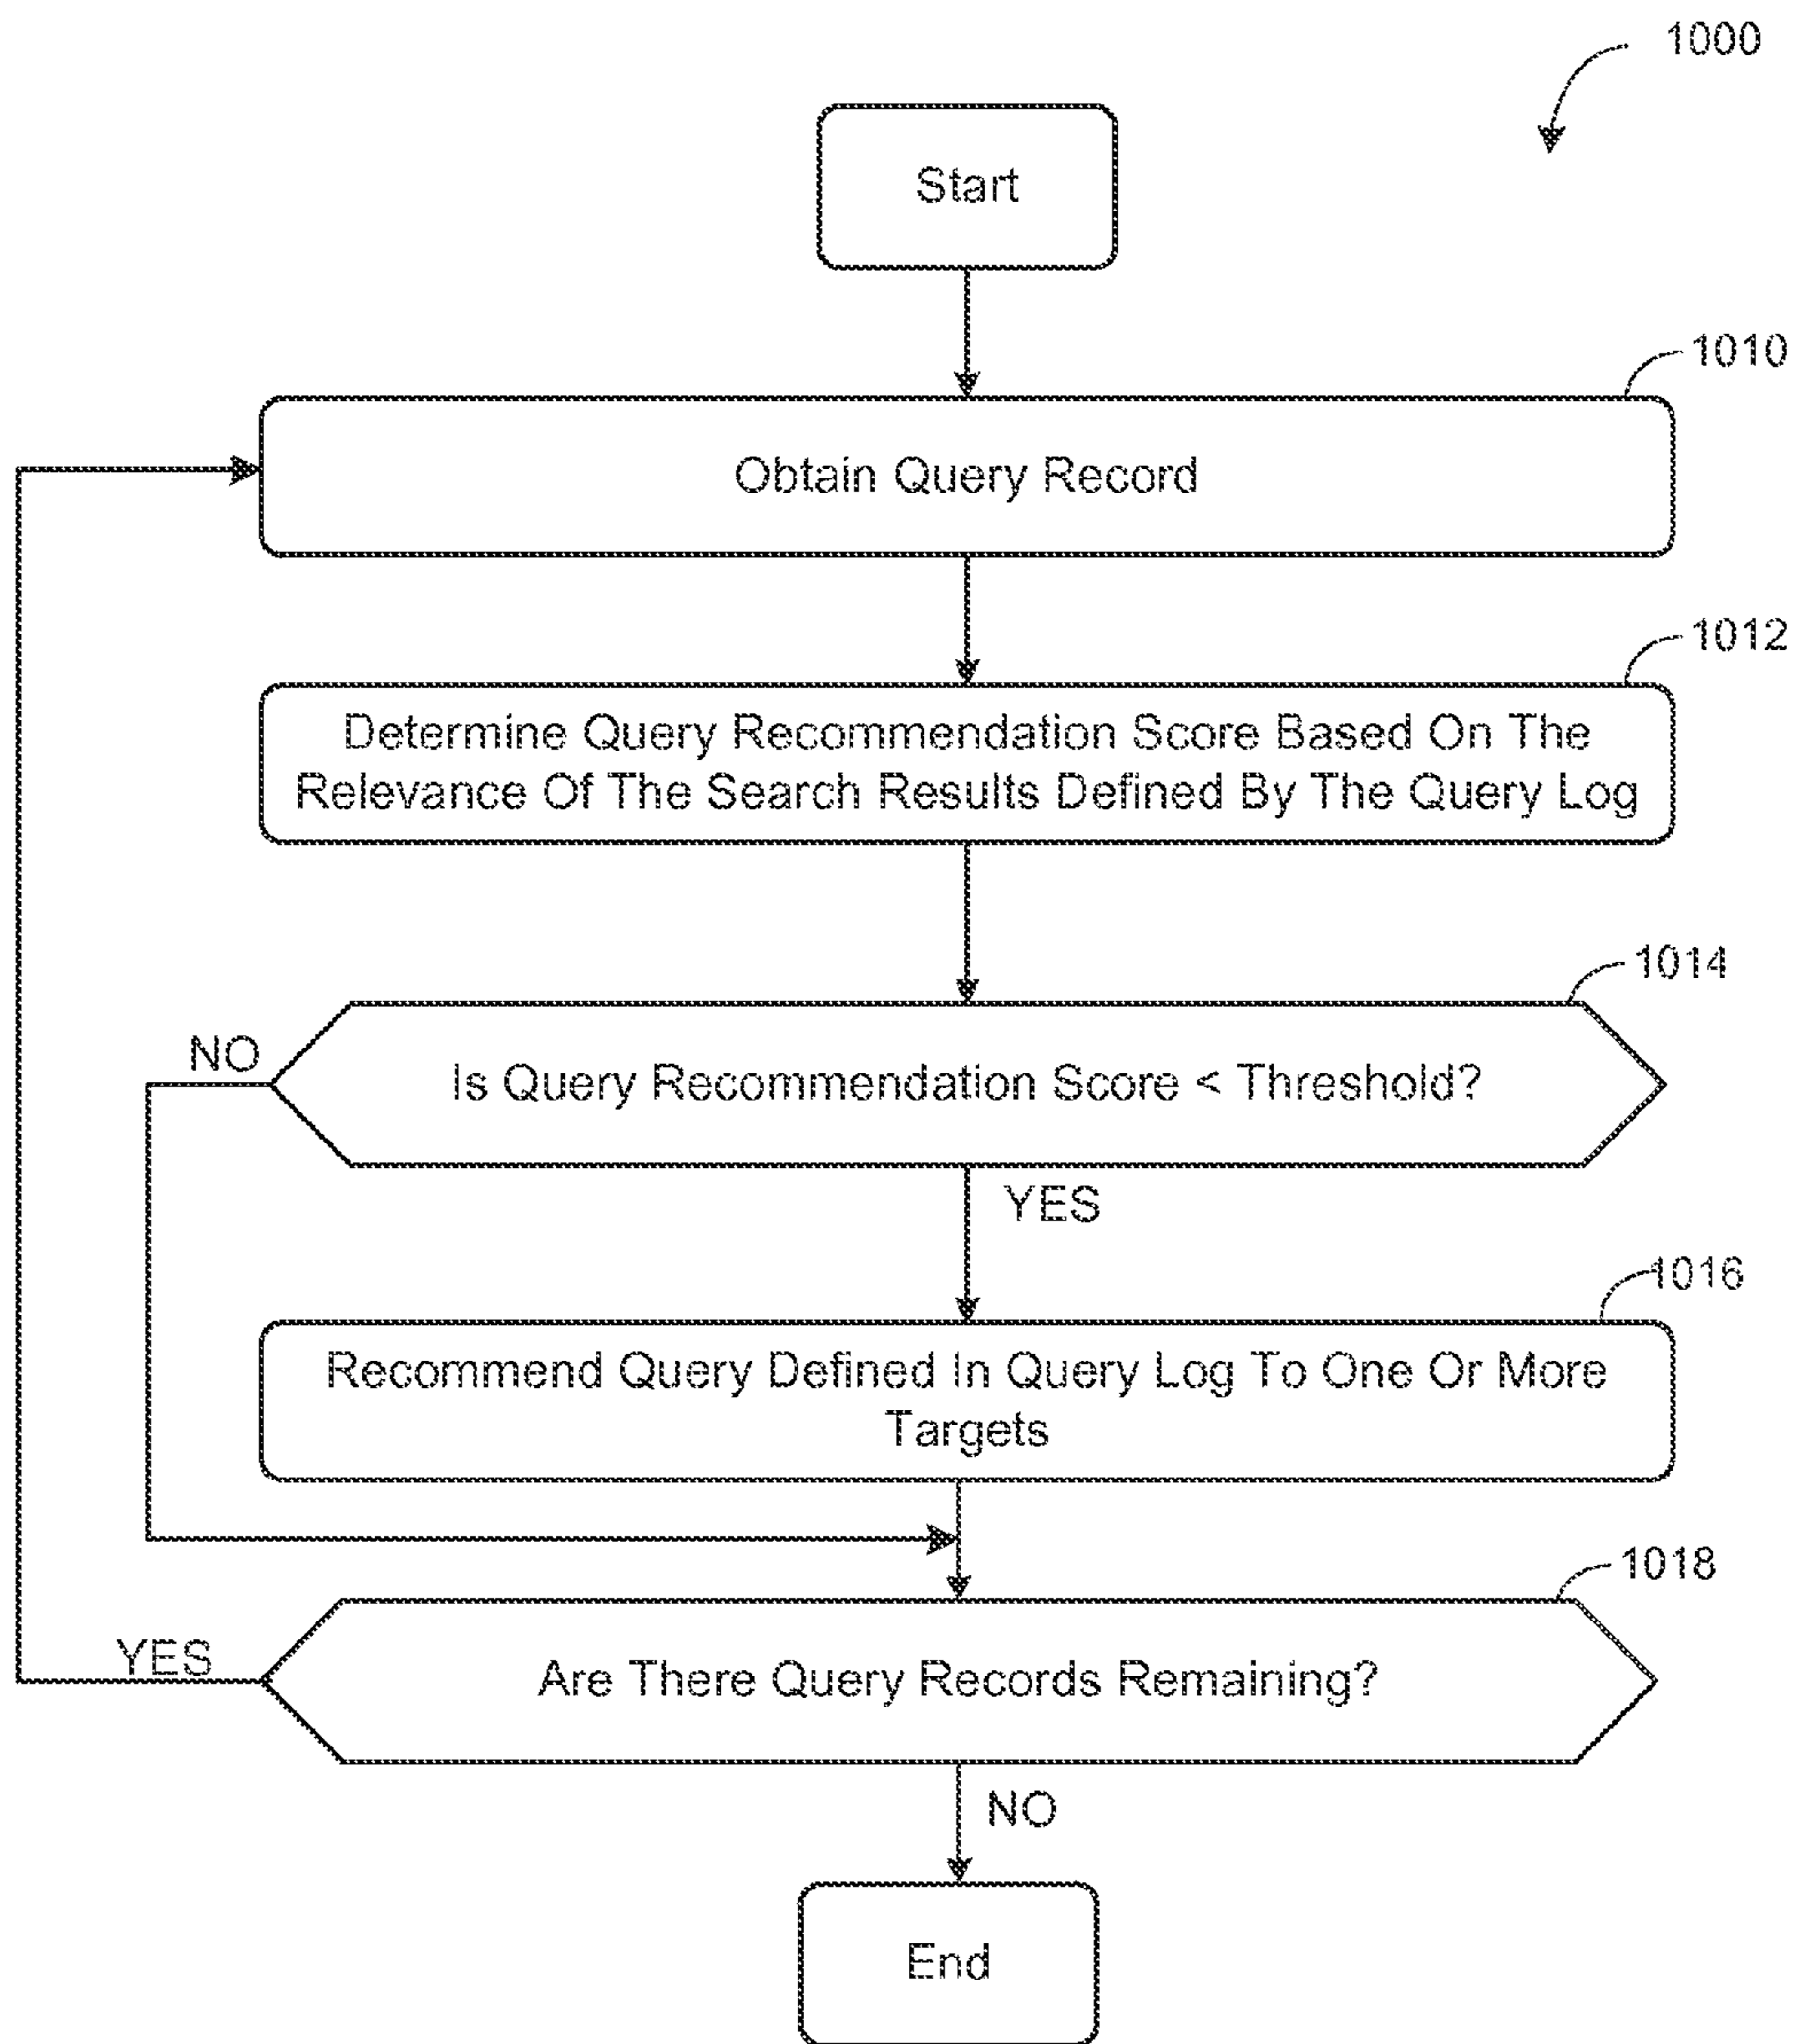 1000
Start
1010
Obtain Query Record
1012
Determine Query Recommendation Score Based On The
Relevance Of The Search Results Defined By The Query Log
1014
NO
Is Query Recommendation Score < Threshold?
YES
1016
Recommend Query Defined In Query Log To One Or More
Targets
1018
YES
Are There Query Records Remaining?
NO
End